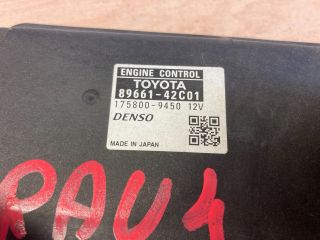 ENGINE CONTROL
TOYOTA
89661-42C01
175800-9450 12V
DENSO
MADE IN JAPAN
RAV4